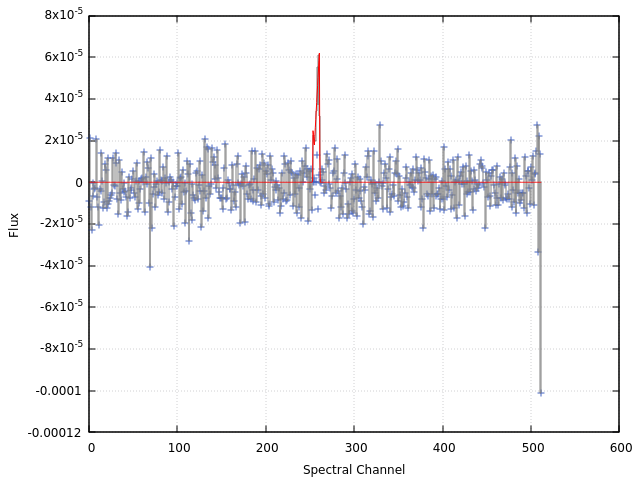 8x10⁻⁵
6x10⁻⁵
4x10⁻⁵
2x10⁻⁵
0
-2x10⁻⁵
-4x10⁻⁵
-6x10⁻⁵
-8x10⁻⁵
-0.0001
-0.00012
0 100 200 300 400 500 600
Flux
Spectral Channel